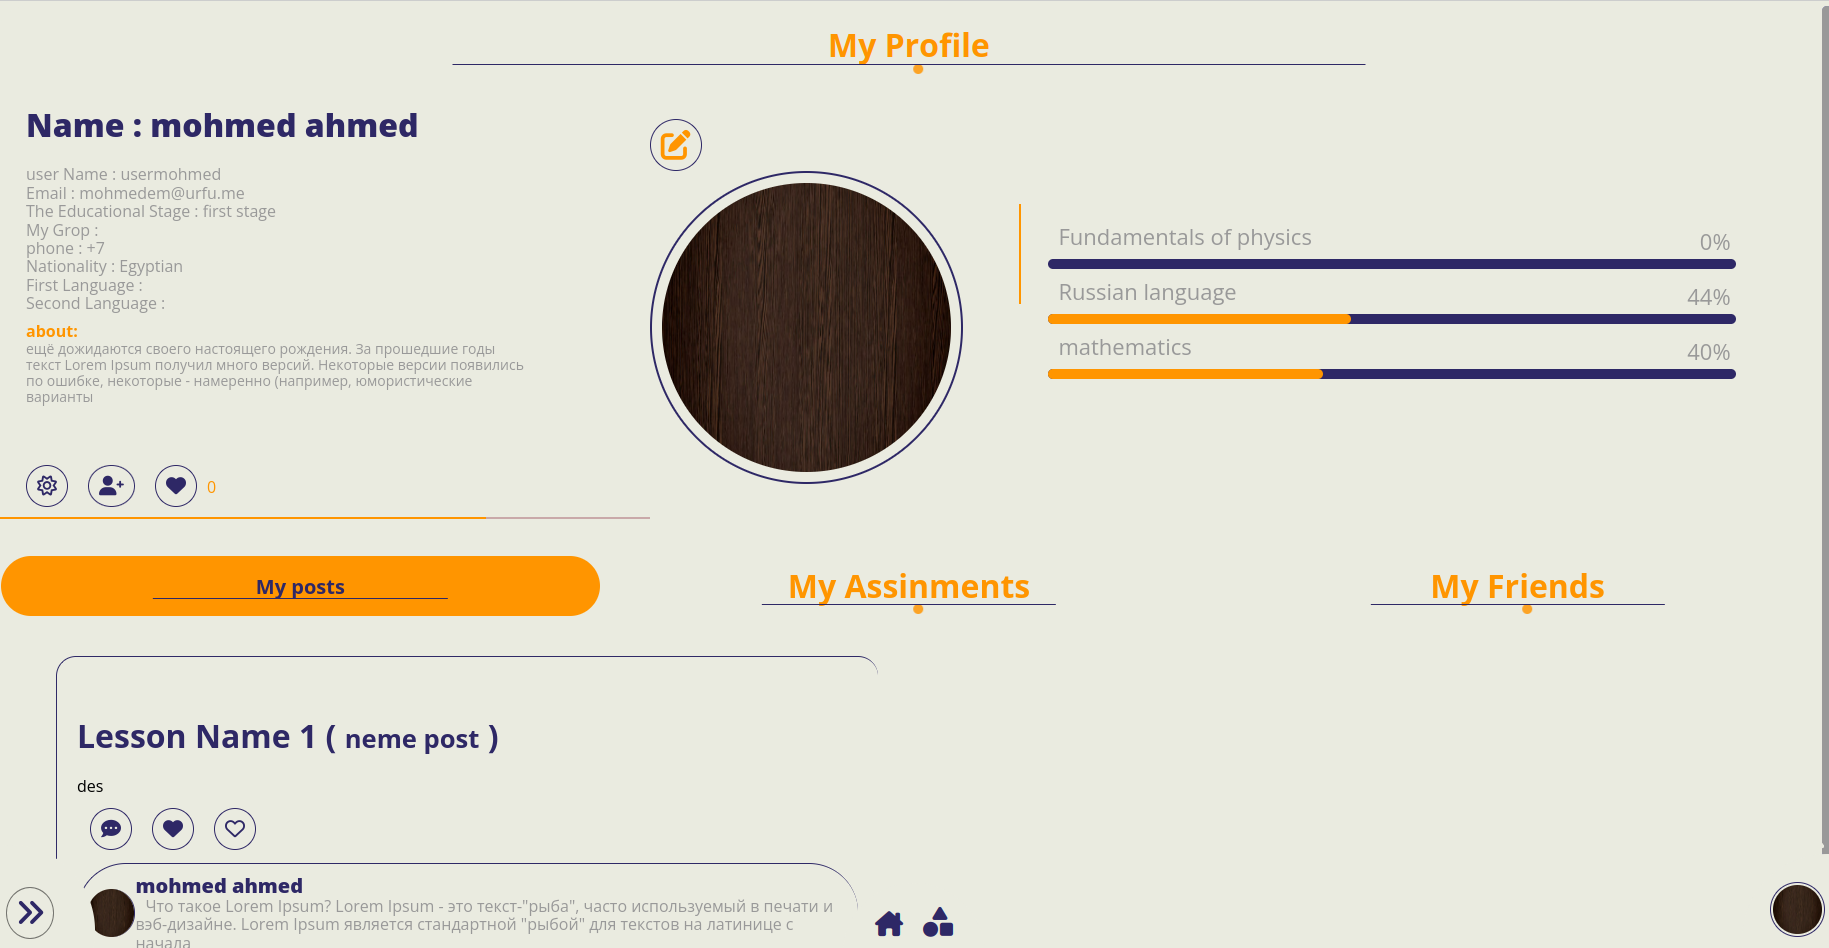 My Profile
Name : mohmed ahmed
user Name : usermohmed
Email : mohmedem@urfu.me
The Educational Stage : first stage
My Grop :
phone : +7
Nationality : Egyptian
First Language :
Second Language :
about:
ещё дожидаются своего настоящего рождения. За прошедшие годы
текст Lorem Ipsum получил много версий. Некоторые версии появились
по ошибке, некоторые - намеренно (например, юмористические
варианты
0
Fundamentals of physics 0%
Russian language 44%
mathematics 40%
My posts
My Assinments
My Friends
Lesson Name 1 ( neme post )
des
mohmed ahmed
Что такое Lorem Ipsum? Lorem Ipsum - это текст-"рыба", часто используемый в печати и
вэб-дизайне. Lorem Ipsum является стандартной "рыбой" для текстов на латинице с
начала